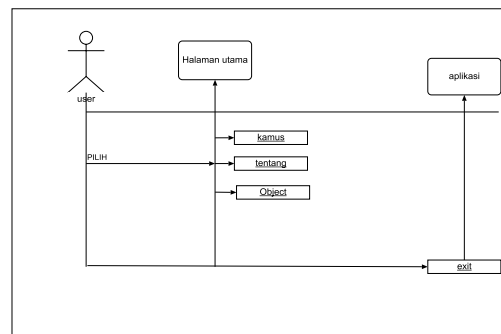 Halaman utama
aplikasi
user
kamus
PILIH
tentang
Object
exit